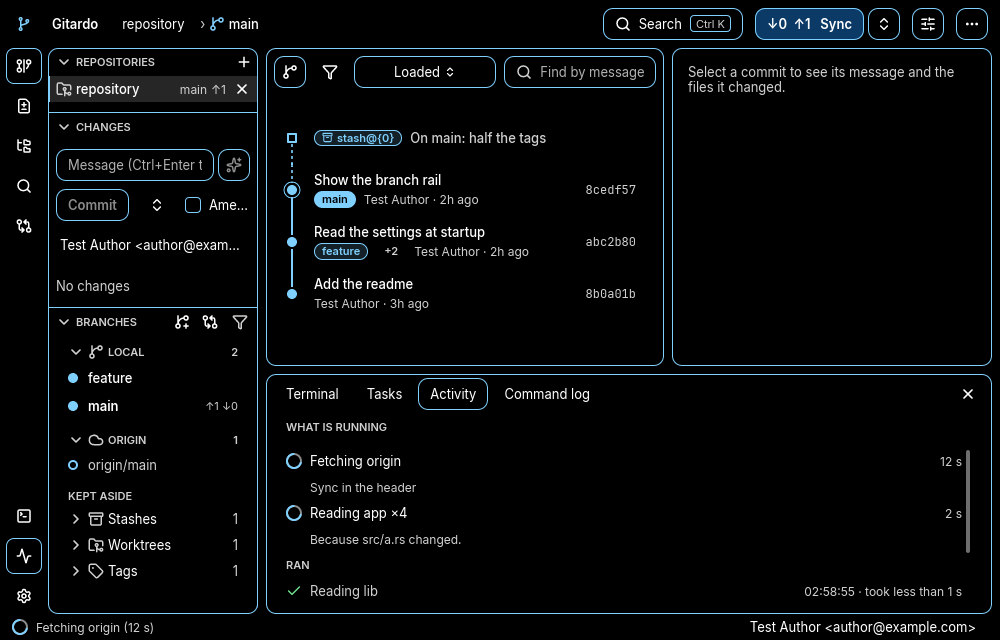 Gitardo
repository
› main
Search
Ctrl K
↓0 ↑1 Sync
REPOSITORIES
repository
main ↑1
CHANGES
Message (Ctrl+Enter t
Commit
Ame...
Test Author <author@exam...
No changes
BRANCHES
LOCAL
2
feature
main
↑1 ↓0
ORIGIN
1
origin/main
KEPT ASIDE
Stashes
1
Worktrees
1
Tags
1
Loaded
Find by message
stash@{0} On main: half the tags
Show the branch rail
main Test Author · 2h ago
8cedf57
Read the settings at startup
feature +2 Test Author · 2h ago
abc2b80
Add the readme
Test Author · 3h ago
8b0a01b
Select a commit to see its message and the
files it changed.
Terminal
Tasks
Activity
Command log
WHAT IS RUNNING
Fetching origin
12 s
Sync in the header
Reading app ×4
2 s
Because src/a.rs changed.
RAN
Reading lib
02:58:55 · took less than 1 s
Fetching origin (12 s)
Test Author <author@example.com>